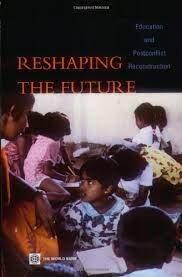 Education
and
Postconflict
Reconstruction
RESHAPING
THE FUTURE
THE WORLD BANK